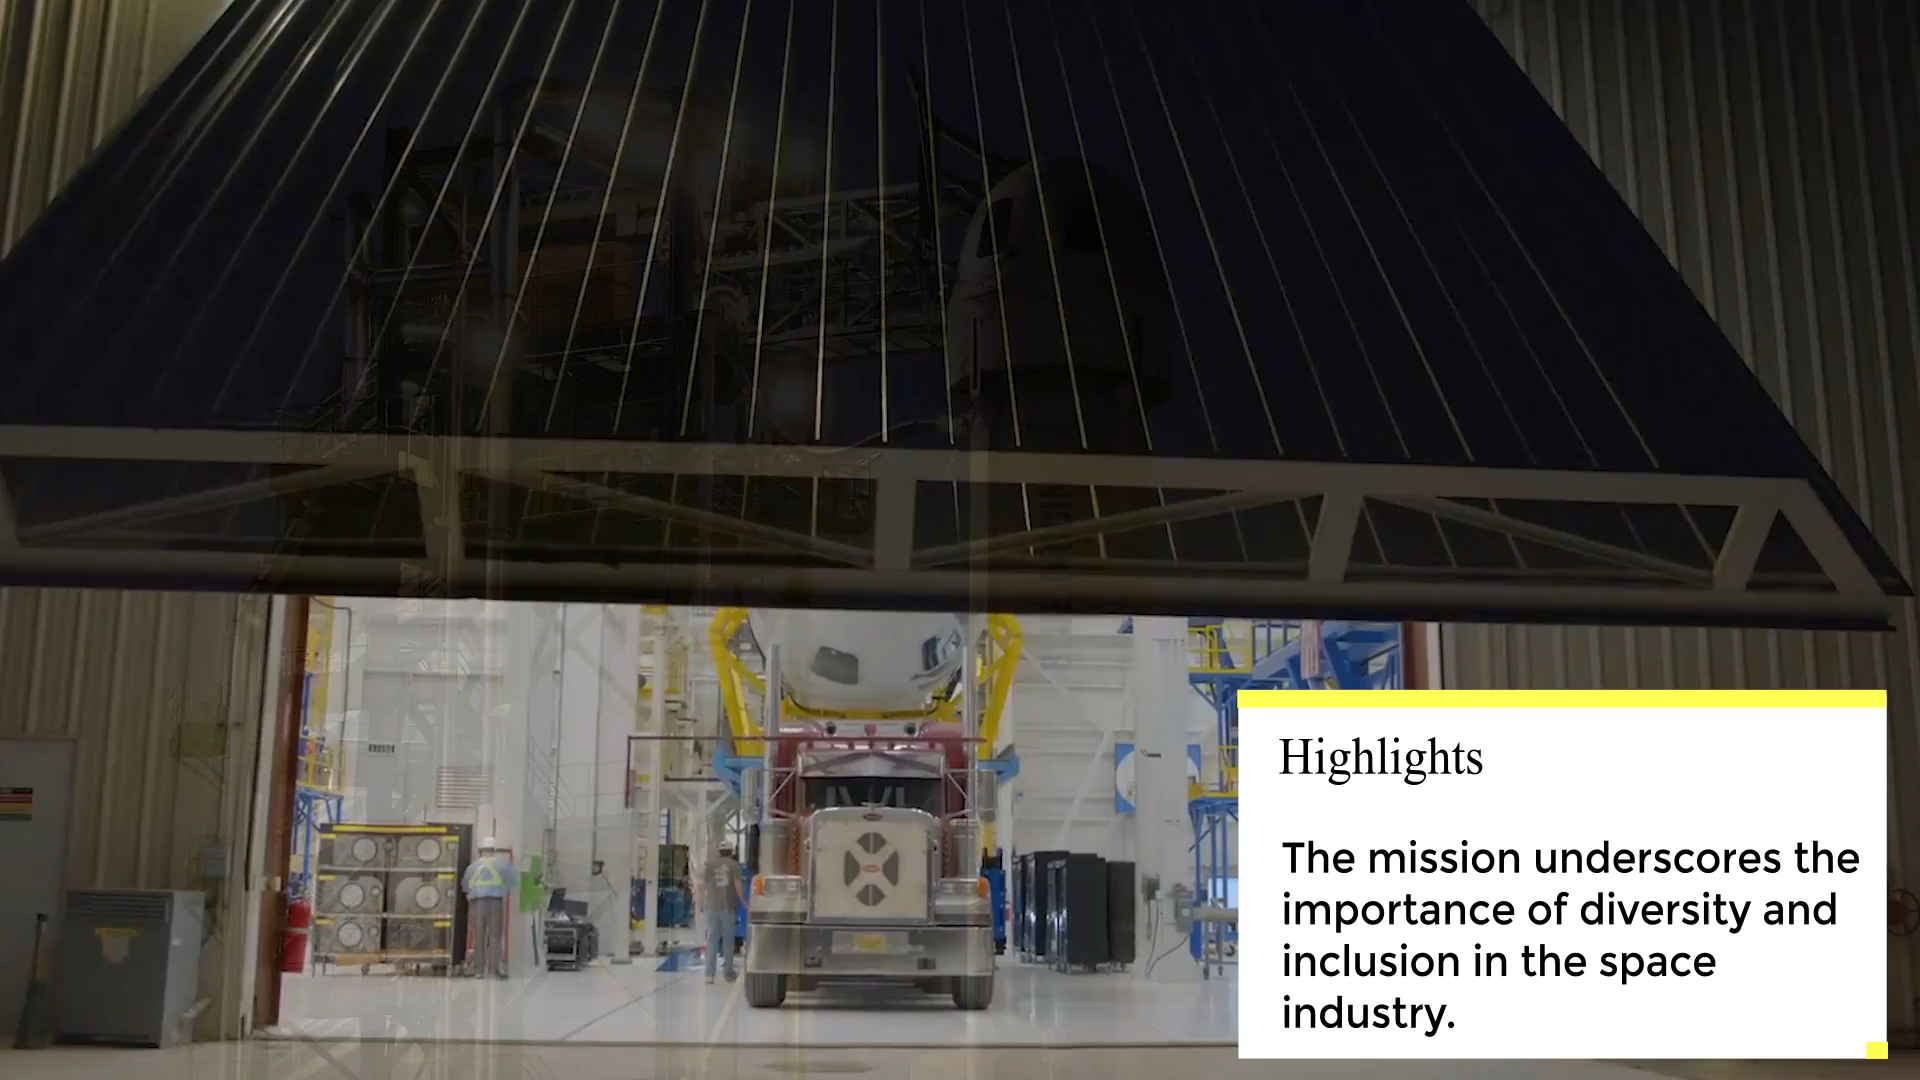 Highlights
The mission underscores the
importance of diversity and
inclusion in the space
industry.